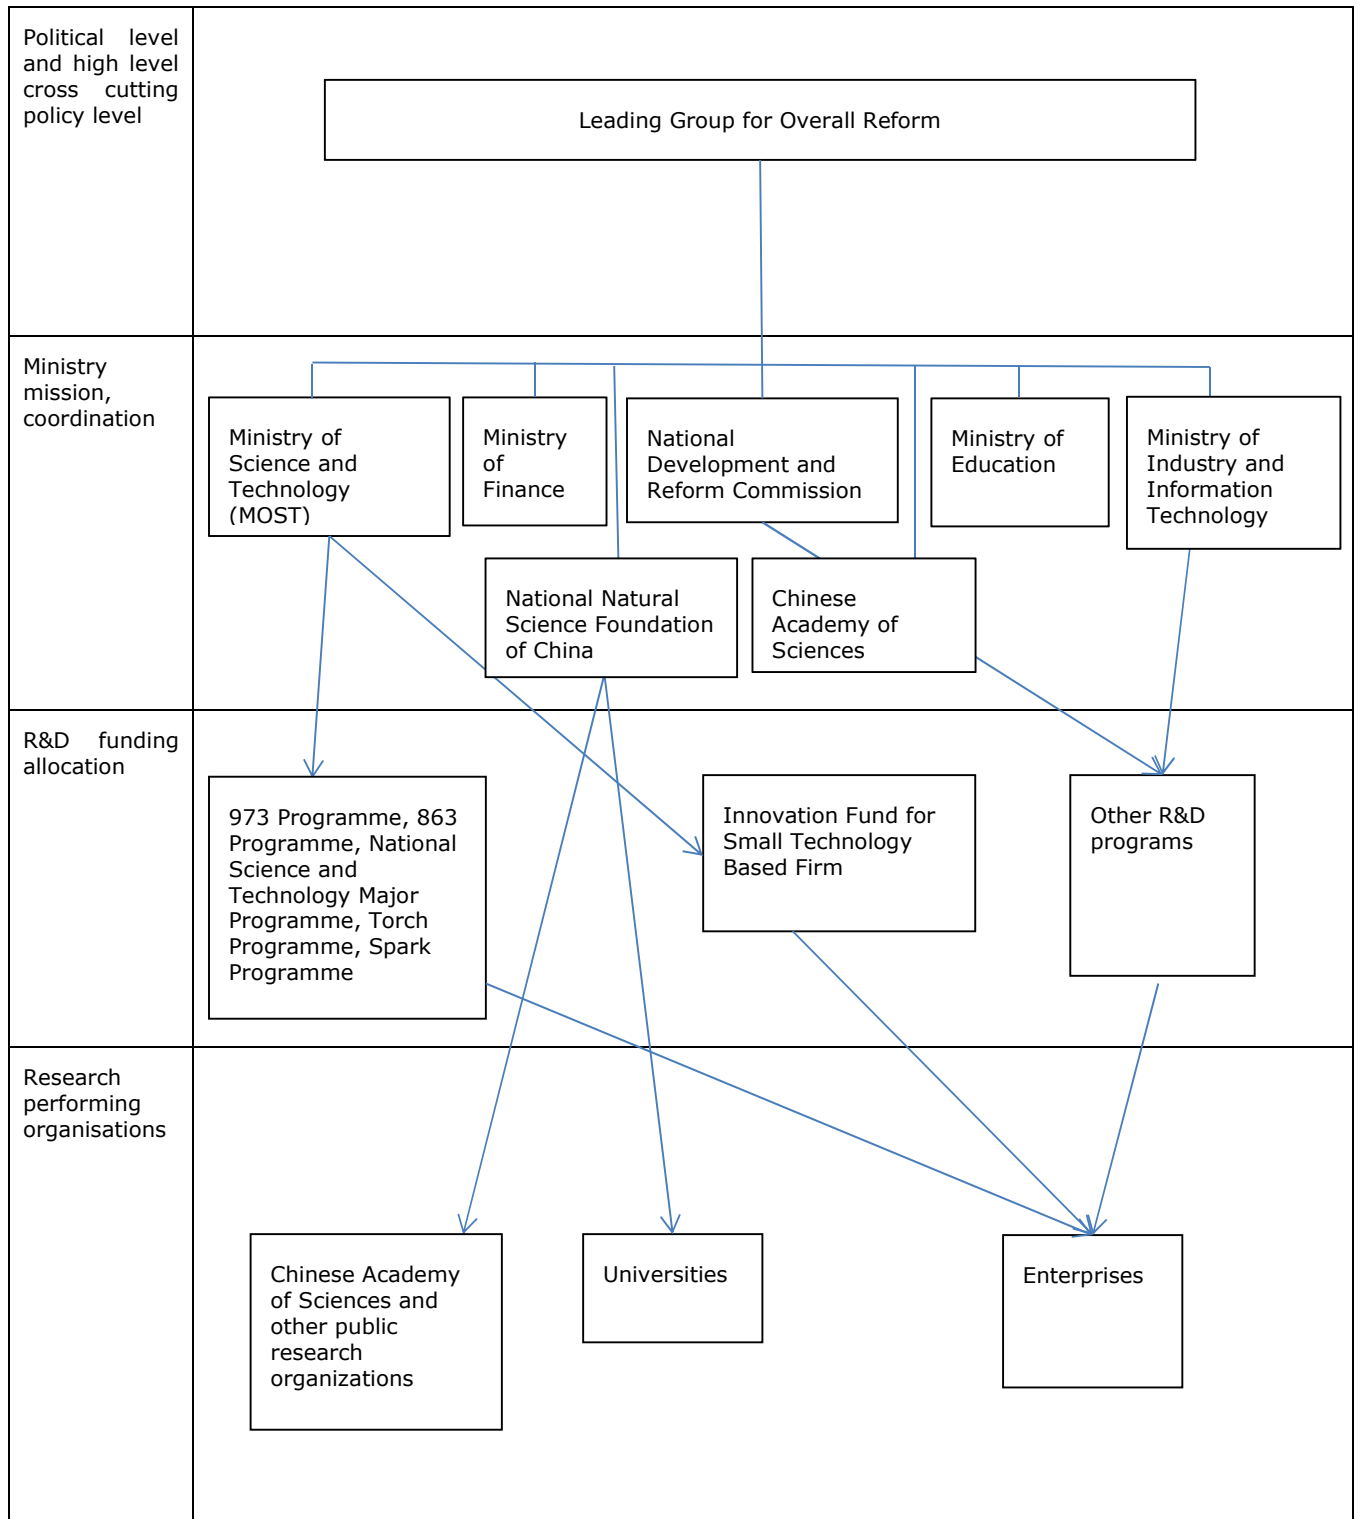 Political level
and high level
cross cutting
policy level
Leading Group for Overall Reform
Ministry
mission,
coordination
Ministry of
Science and
Technology
(MOST)
Ministry
of
Finance
National
Development and
Reform Commission
Ministry of
Education
Ministry of
Industry and
Information
Technology
National Natural
Science Foundation
of China
Chinese
Academy of
Sciences
R&D funding
allocation
973 Programme, 863
Programme, National
Science and
Technology Major
Programme, Torch
Programme, Spark
Programme
Innovation Fund for
Small Technology
Based Firm
Other R&D
programs
Research
performing
organisations
Chinese Academy
of Sciences and
other public
research
organizations
Universities
Enterprises